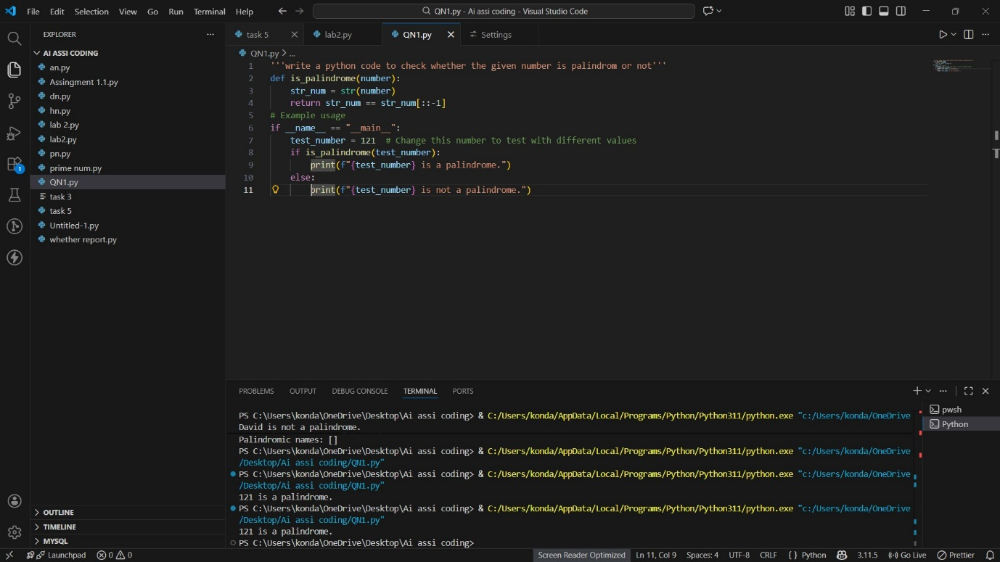 File Edit Selection View Go Run Terminal Help
QN1.py - Ai assi coding - Visual Studio Code
EXPLORER
AI ASSI CODING
an.py
Assingment 1.1.py
dn.py
hn.py
lab 2.py
lab2.py
pn.py
prime num.py
QN1.py
task 3
task 5
Untitled-1.py
whether report.py
OUTLINE
TIMELINE
MYSQL
1
task 5
lab2.py
QN1.py
Settings
QN1.py > ...
1 '''write a python code to check whether the given number is palindrom or not'''
2 def is_palindrome(number):
3 str_num = str(number)
4 return str_num == str_num[::-1]
5 # Example usage
6 if __name__ == "__main__":
7 test_number = 121 # Change this number to test with different values
8 if is_palindrome(test_number):
9 print(f"{test_number} is a palindrome.")
10 else:
11 print(f"{test_number} is not a palindrome.")
PROBLEMS OUTPUT DEBUG CONSOLE TERMINAL PORTS
PS C:\Users\konda\OneDrive\Desktop\Ai assi coding> & C:/Users/konda/AppData/Local/Programs/Python/Python311/python.exe "c:/Users/konda/OneDrive
David is not a palindrome.
Palindromic names: []
PS C:\Users\konda\OneDrive\Desktop\Ai assi coding> & C:/Users/konda/AppData/Local/Programs/Python/Python311/python.exe "c:/Users/konda/OneDrive
/Desktop/Ai assi coding/QN1.py"
PS C:\Users\konda\OneDrive\Desktop\Ai assi coding> & C:/Users/konda/AppData/Local/Programs/Python/Python311/python.exe "c:/Users/konda/OneDrive
/Desktop/Ai assi coding/QN1.py"
121 is a palindrome.
PS C:\Users\konda\OneDrive\Desktop\Ai assi coding> & C:/Users/konda/AppData/Local/Programs/Python/Python311/python.exe "c:/Users/konda/OneDrive
/Desktop/Ai assi coding/QN1.py"
121 is a palindrome.
PS C:\Users\konda\OneDrive\Desktop\Ai assi coding>
pwsh
Python
Launchpad 0 0
Screen Reader Optimized Ln 11, Col 9 Spaces: 4 UTF-8 CRLF { } Python 3.11.5 Go Live Prettier